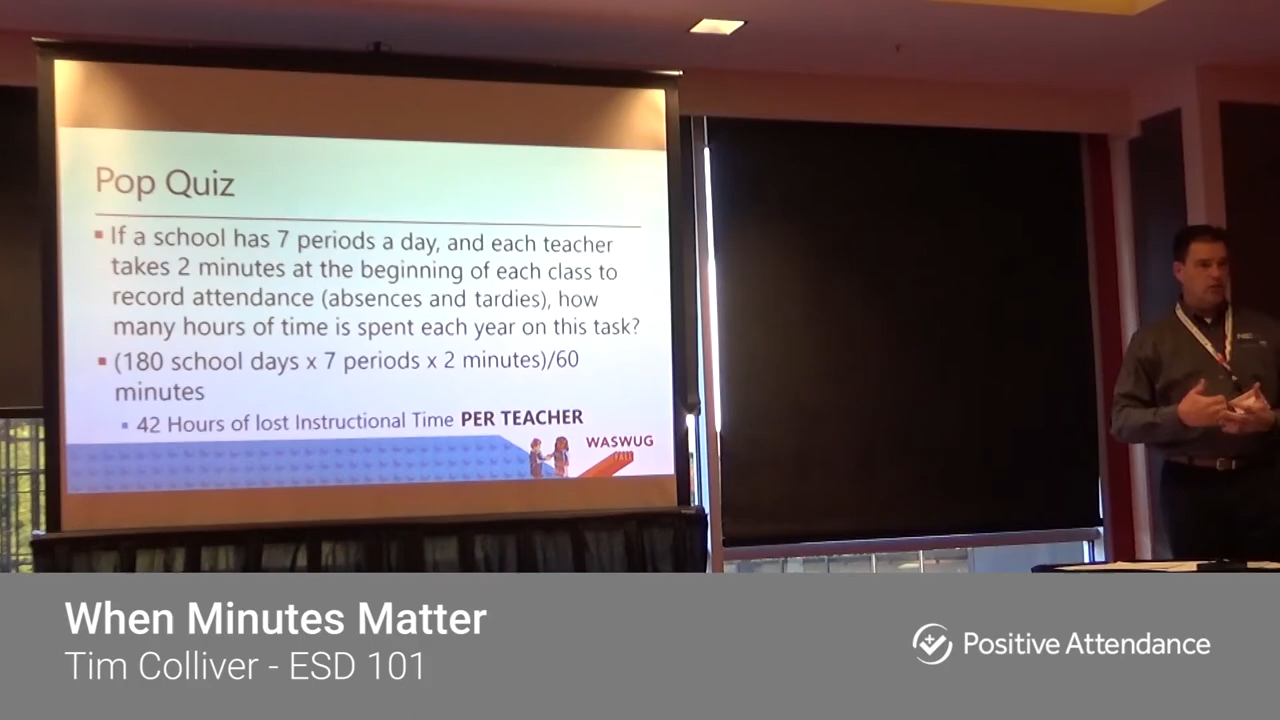 Pop Quiz
▪ If a school has 7 periods a day, and each teacher
takes 2 minutes at the beginning of each class to
record attendance (absences and tardies), how
many hours of time is spent each year on this task?
▪ (180 school days x 7 periods x 2 minutes)/60
minutes
▪ 42 Hours of lost Instructional Time PER TEACHER
WASWUG
FALL
When Minutes Matter
Tim Colliver - ESD 101
Positive Attendance